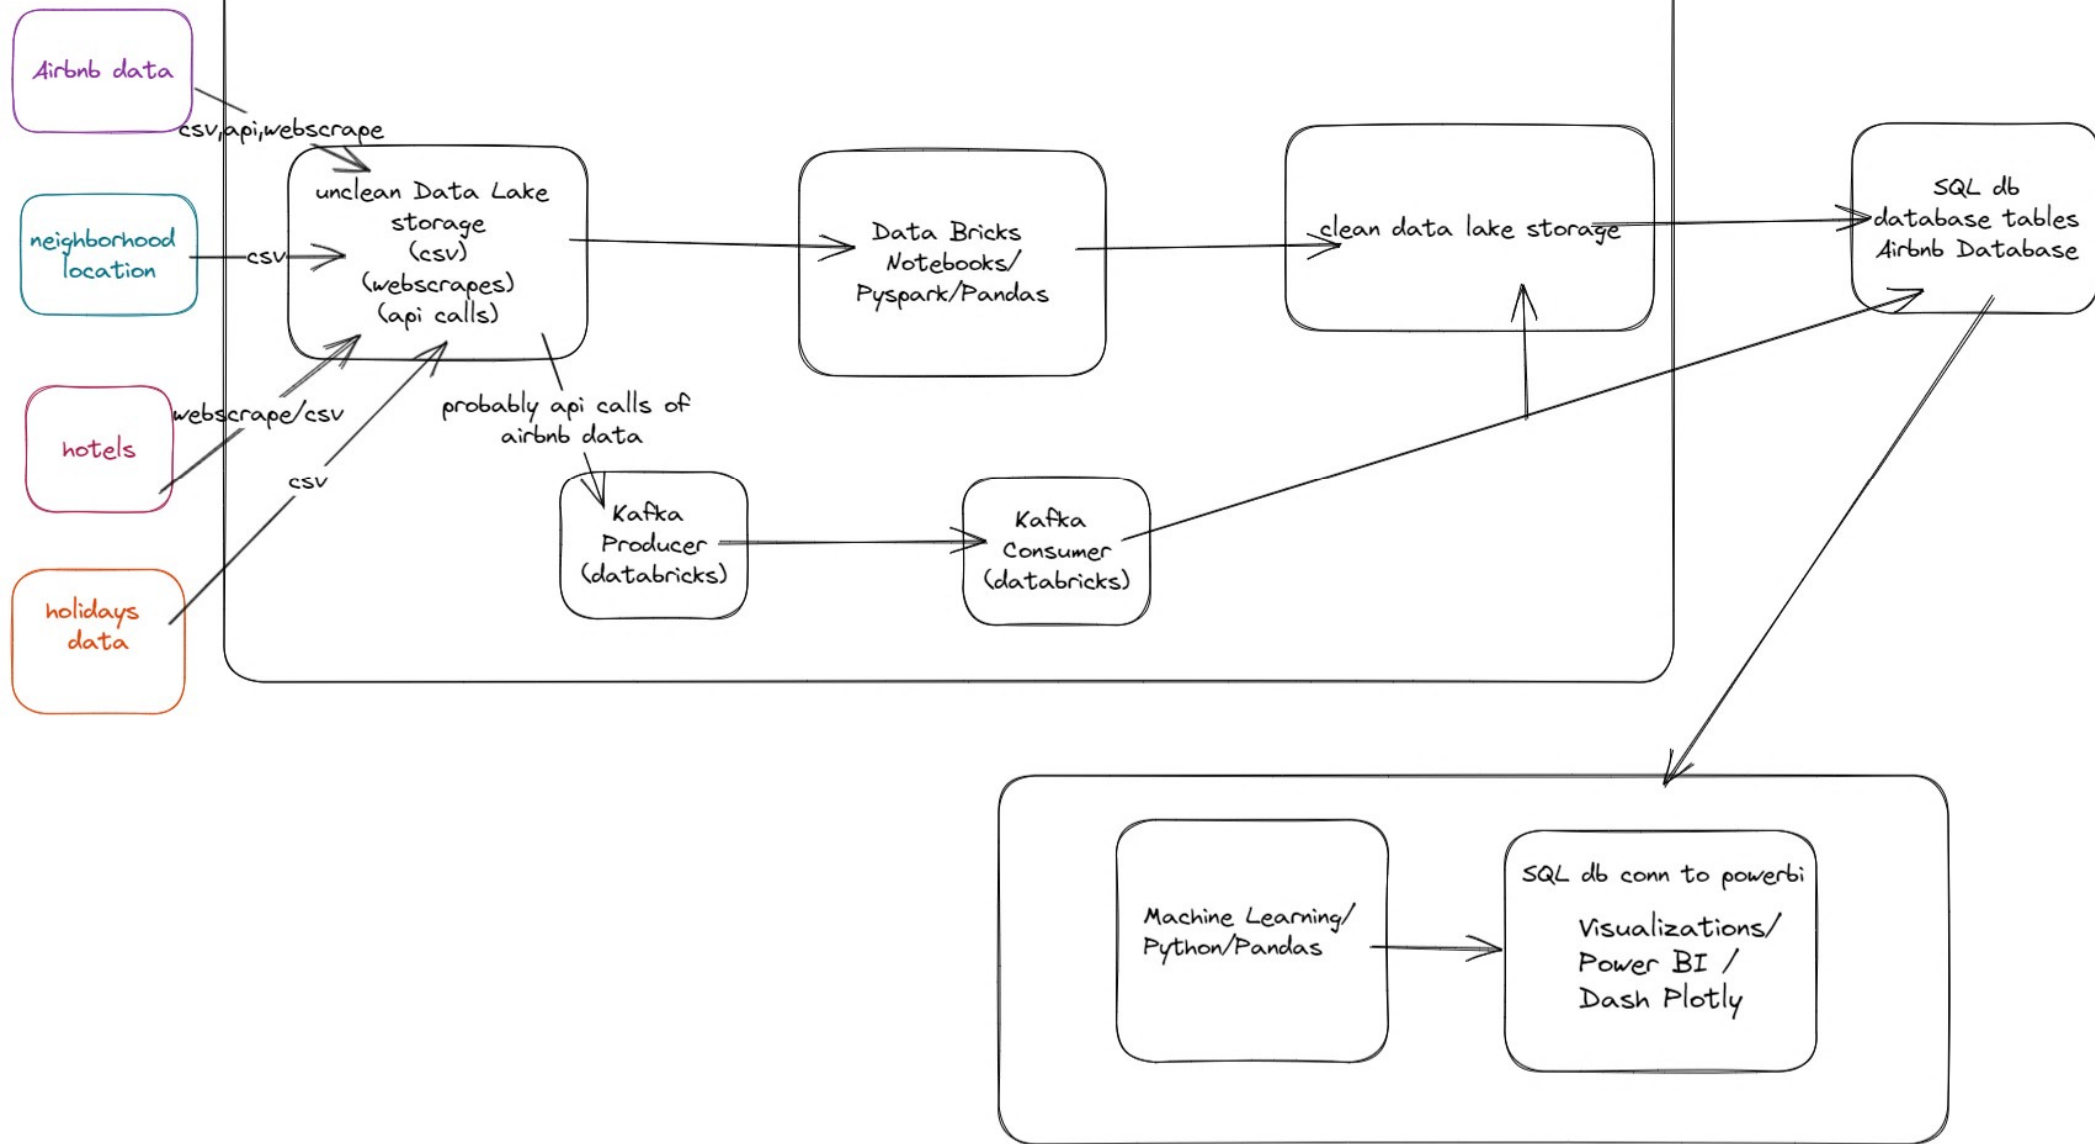 Airbnb data
csv,api,webscrape
neighborhood
location
csv
hotels
webscrape/csv
holidays
data
csv
unclean Data Lake
storage
(csv)
(webscrapes)
(api calls)
probably api calls of
airbnb data
Data Bricks
Notebooks/
Pyspark/Pandas
clean data lake storage
SQL db
database tables
Airbnb Database
Kafka
Producer
(databricks)
Kafka
Consumer
(databricks)
Machine Learning/
Python/Pandas
SQL db conn to powerbi
Visualizations/
Power BI /
Dash Plotly